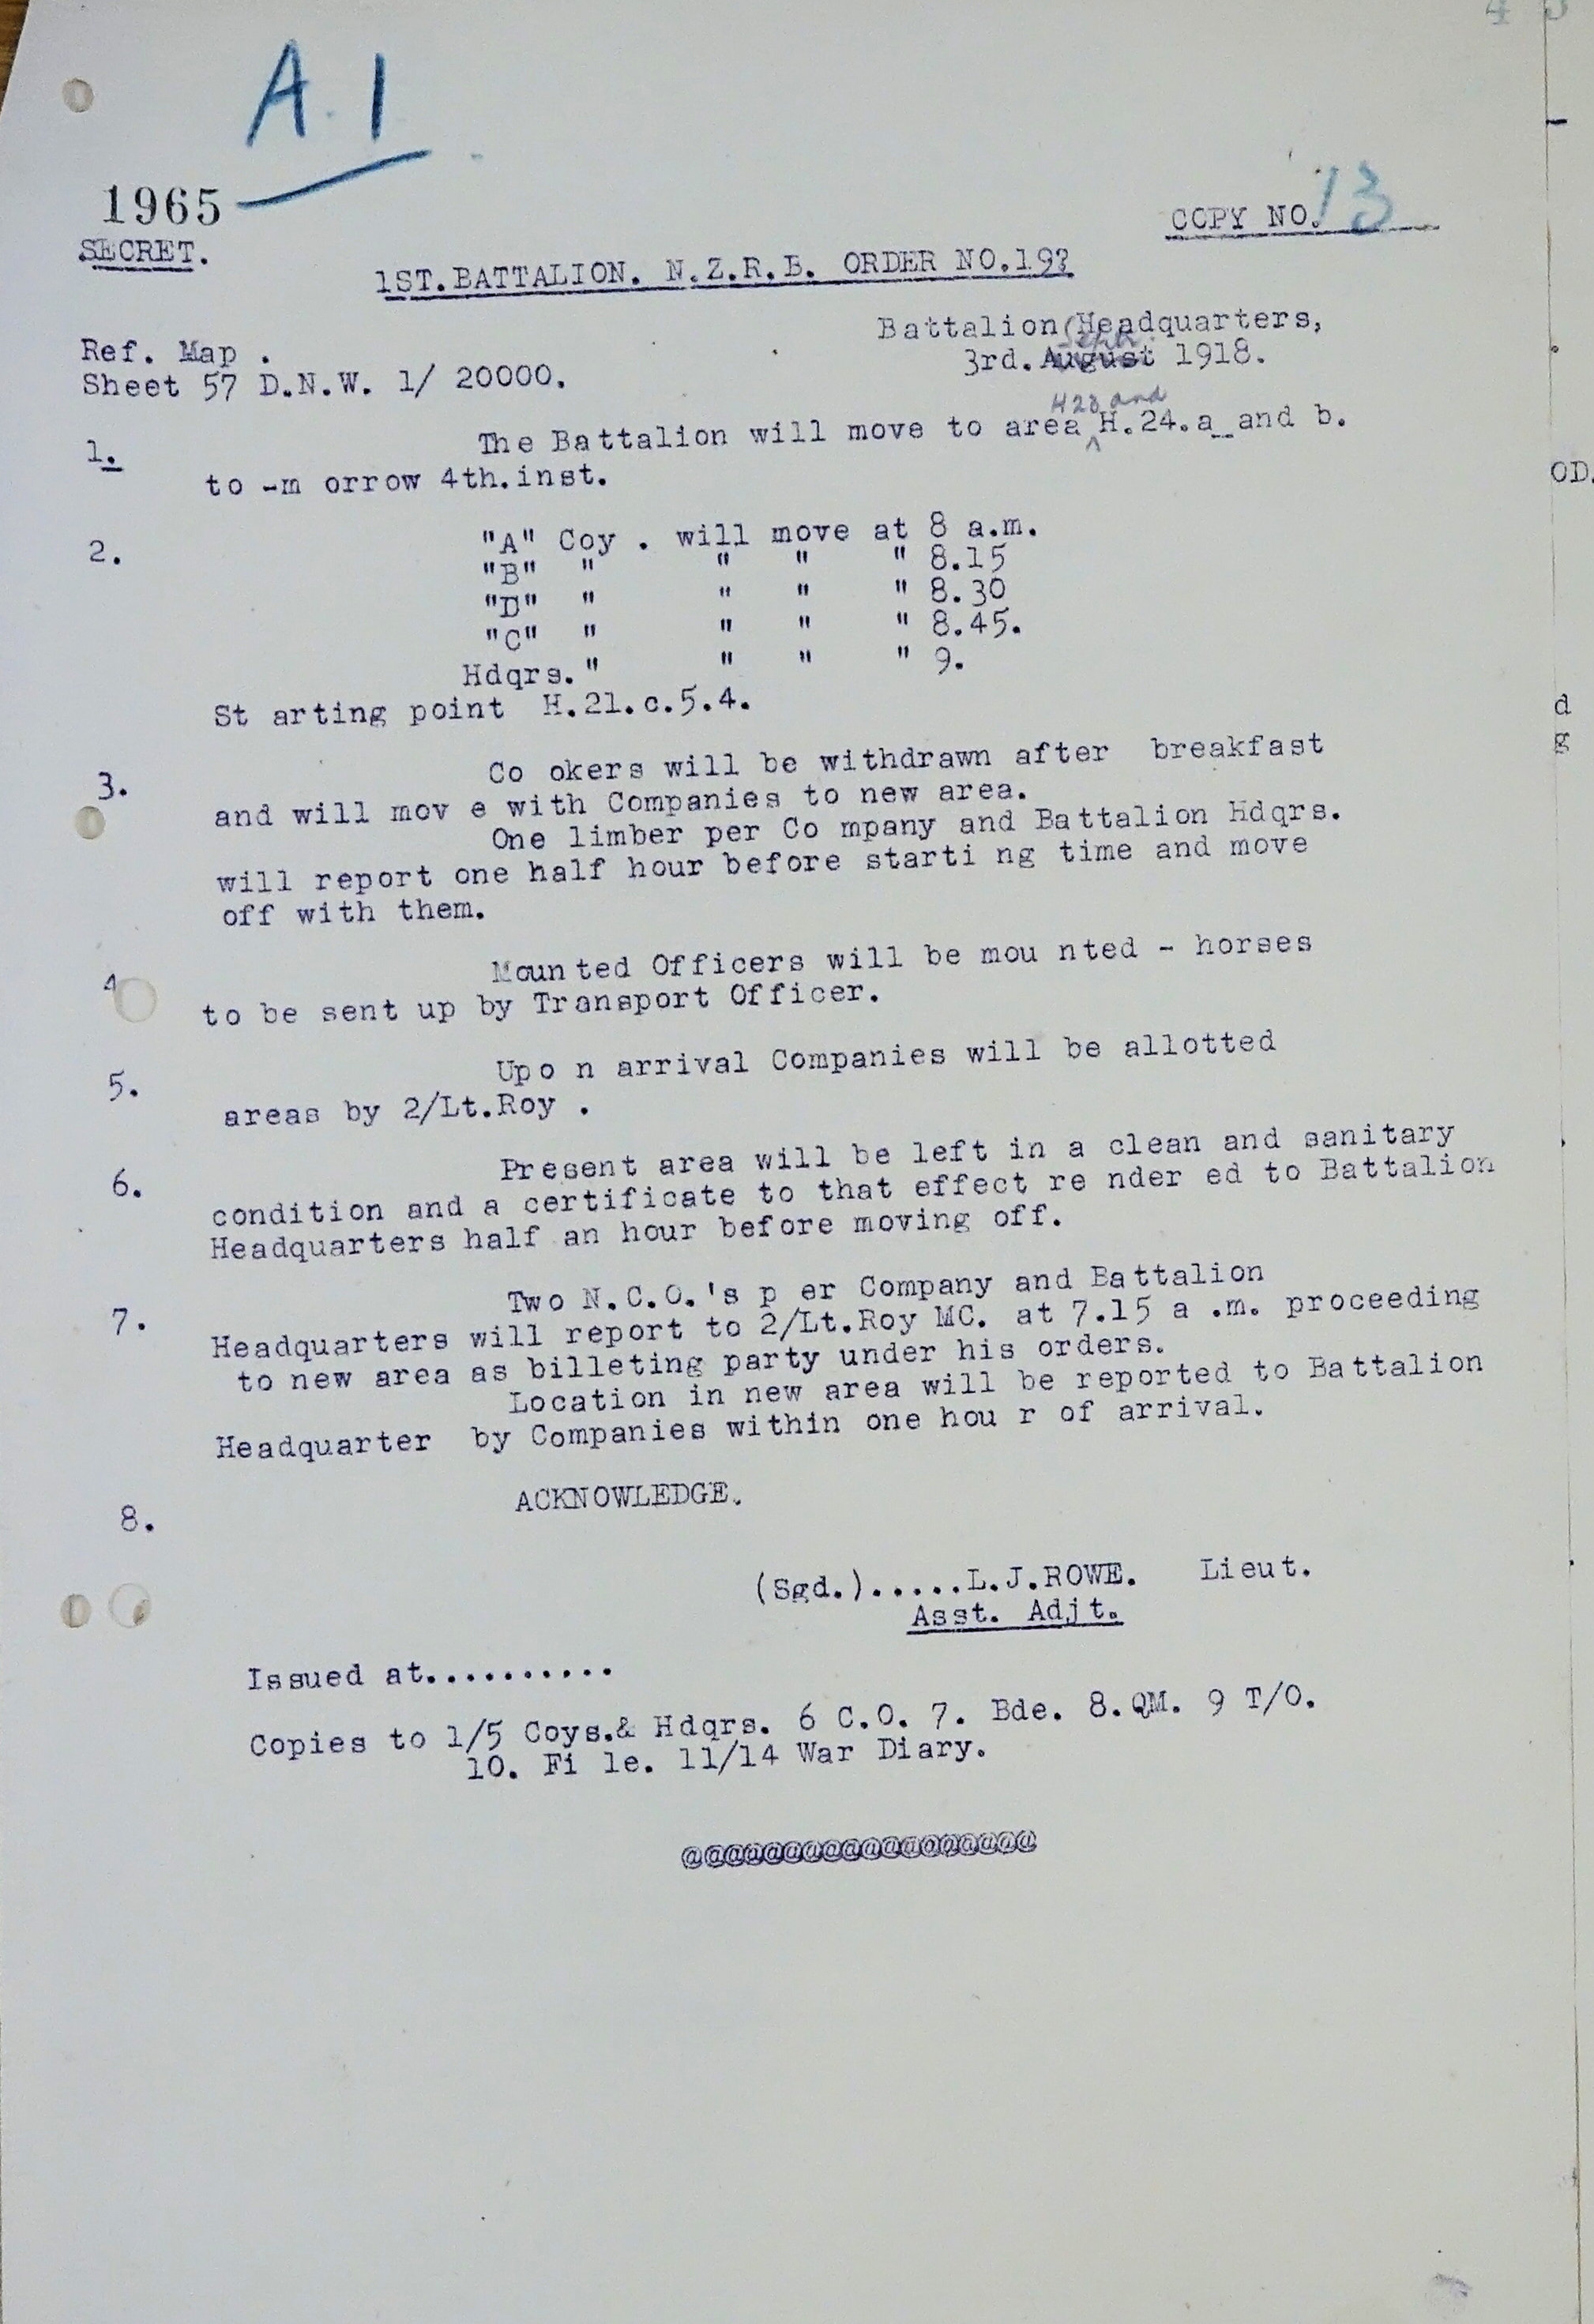 A.1
1965
SECRET.
COPY NO. 13
1ST.BATTALION. N.Z.R.B. ORDER NO.19?
Battalion Headquarters,
Septr.
3rd. August 1918.
Ref. Map .
Sheet 57 D.N.W. 1/ 20000.
H23 and
1. The Battalion will move to area ^ H.24.a and b.
to -m orrow 4th.inst.
2. "A" Coy . will move at 8 a.m.
"B" " " " " 8.15
"D" " " " " 8.30
"C" " " " " 8.45.
Hdqrs." " " " 9.
St arting point H.21.c.5.4.
3. Co okers will be withdrawn after breakfast
and will mov e with Companies to new area.
One limber per Co mpany and Battalion Hdqrs.
will report one half hour before starti ng time and move
off with them.
4 Moun ted Officers will be mou nted - horses
to be sent up by Transport Officer.
5. Upo n arrival Companies will be allotted
areas by 2/Lt.Roy .
6. Present area will be left in a clean and sanitary
condition and a certificate to that effect re nder ed to Battalion
Headquarters half an hour before moving off.
7. Two N.C.O.'s p er Company and Battalion
Headquarters will report to 2/Lt.Roy MC. at 7.15 a .m. proceeding
to new area as billeting party under his orders.
Location in new area will be reported to Battalion
Headquarter by Companies within one hou r of arrival.
8. ACKNOWLEDGE.
(Sgd.).....L.J.ROWE. Lieut.
Asst. Adjt.
Issued at..........
Copies to 1/5 Coys.& Hdqrs. 6 C.O. 7. Bde. 8.QM. 9 T/O.
10. Fi le. 11/14 War Diary.
@@@@@@@@@@@@@@@@@@
OD.
d
g